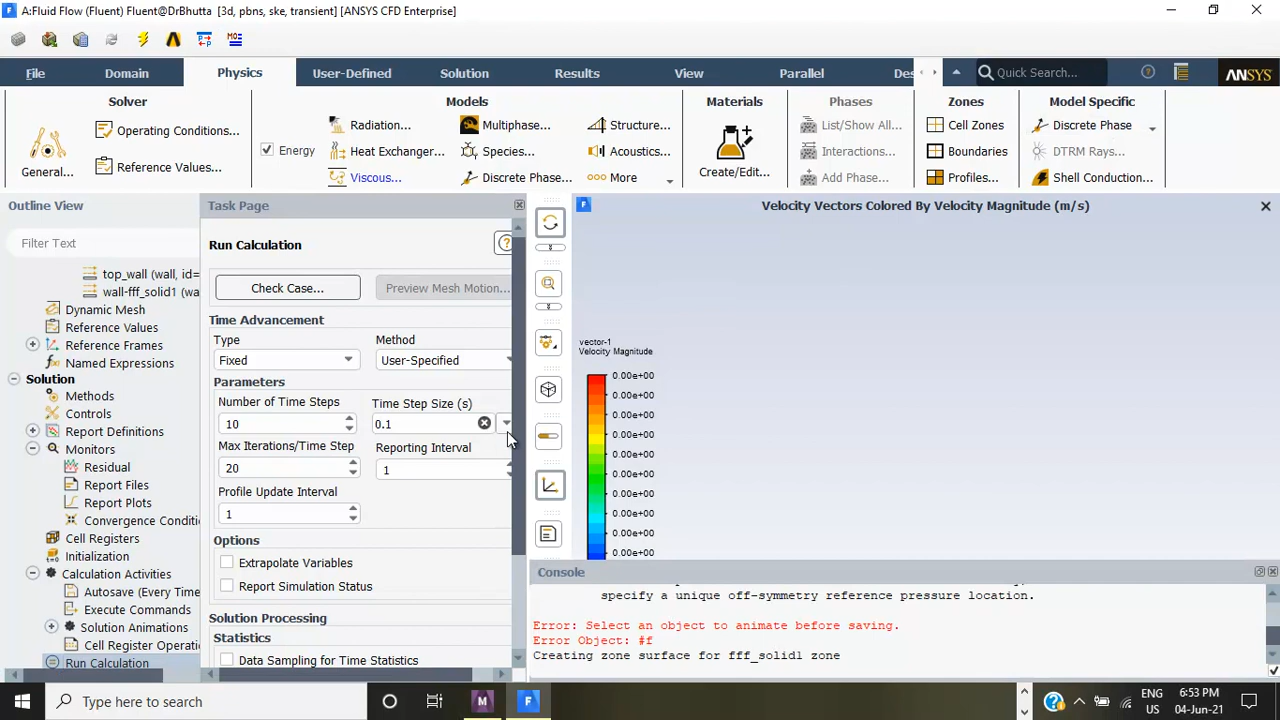 A:Fluid Flow (Fluent) Fluent@DrBhutta [3d, pbns, ske, transient] [ANSYS CFD Enterprise]
File Domain Physics User-Defined Solution Results View Parallel Des
Quick Search... ANSYS
Solver Models Materials Phases Zones Model Specific
Operating Conditions... Radiation... Multiphase... Structure... List/Show All... Cell Zones Discrete Phase
Energy Heat Exchanger... Species... Acoustics... Interactions... Boundaries DTRM Rays...
General... Reference Values... Viscous... Discrete Phase... More Create/Edit... Add Phase... Profiles... Shell Conduction...
Outline View
Filter Text
top_wall (wall, id=
wall-fff_solid1 (wa
Dynamic Mesh
Reference Values
Reference Frames
Named Expressions
Solution
Methods
Controls
Report Definitions
Monitors
Residual
Report Files
Report Plots
Convergence Conditi
Cell Registers
Initialization
Calculation Activities
Autosave (Every Time
Execute Commands
Solution Animations
Cell Register Operati
Run Calculation
Task Page
Run Calculation
Check Case... Preview Mesh Motion...
Time Advancement
Type Method
Fixed User-Specified
Parameters
Number of Time Steps Time Step Size (s)
10 0.1
Max Iterations/Time Step Reporting Interval
20 1
Profile Update Interval
1
Options
Extrapolate Variables
Report Simulation Status
Solution Processing
Statistics
Data Sampling for Time Statistics
Velocity Vectors Colored By Velocity Magnitude (m/s)
vector-1
Velocity Magnitude
0.00e+00
0.00e+00
0.00e+00
0.00e+00
0.00e+00
0.00e+00
0.00e+00
0.00e+00
0.00e+00
0.00e+00
Console
specify a unique off-symmetry reference pressure location.
Error: Select an object to animate before saving.
Error Object: #f
Creating zone surface for fff_solid1 zone
Type here to search
M F
ENG
US
6:53 PM
04-Jun-21